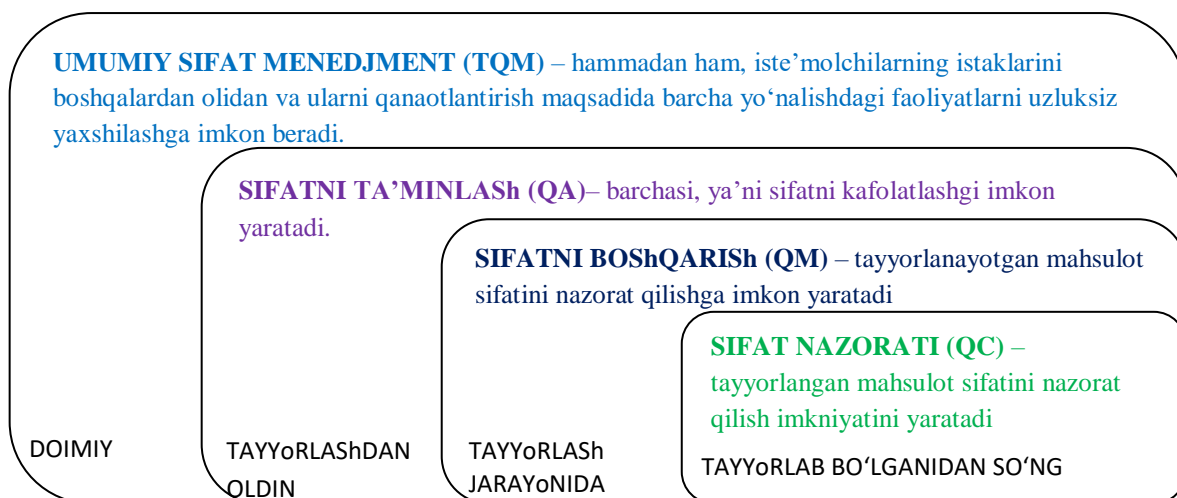 UMUMIY SIFAT MENEDJMENT (TQM) – hammadan ham, iste’molchilarning istaklarini
boshqalardan olidan va ularni qanaotlantirish maqsadida barcha yo‘nalishdagi faoliyatlarni uzluksiz
yaxshilashga imkon beradi.
SIFATNI TA’MINLASh (QA)– barchasi, ya’ni sifatni kafolatlashgi imkon
yaratadi.
SIFATNI BOShQARISh (QM) – tayyorlanayotgan mahsulot
sifatini nazorat qilishga imkon yaratadi
SIFAT NAZORATI (QC) –
tayyorlangan mahsulot sifatini nazorat
qilish imkniyatini yaratadi
DOIMIY
TAYYoRLAShDAN
OLDIN
TAYYoRLASh
JARAYoNIDA
TAYYoRLAB BO‘LGANIDAN SO‘NG